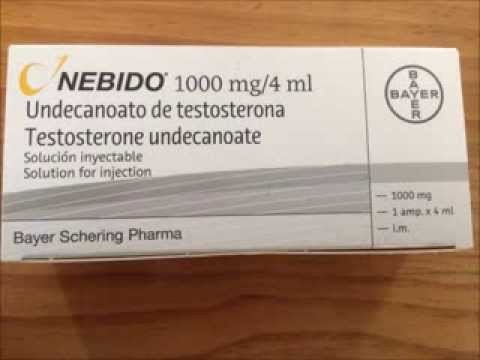 NEBIDO® 1000 mg/4 ml
Undecanoato de testosterona
Testosterone undecanoate
Solución inyectable
Solution for injection
Bayer Schering Pharma
BAYER
BAYER
1000 mg
1 amp. x 4 ml
i.m.